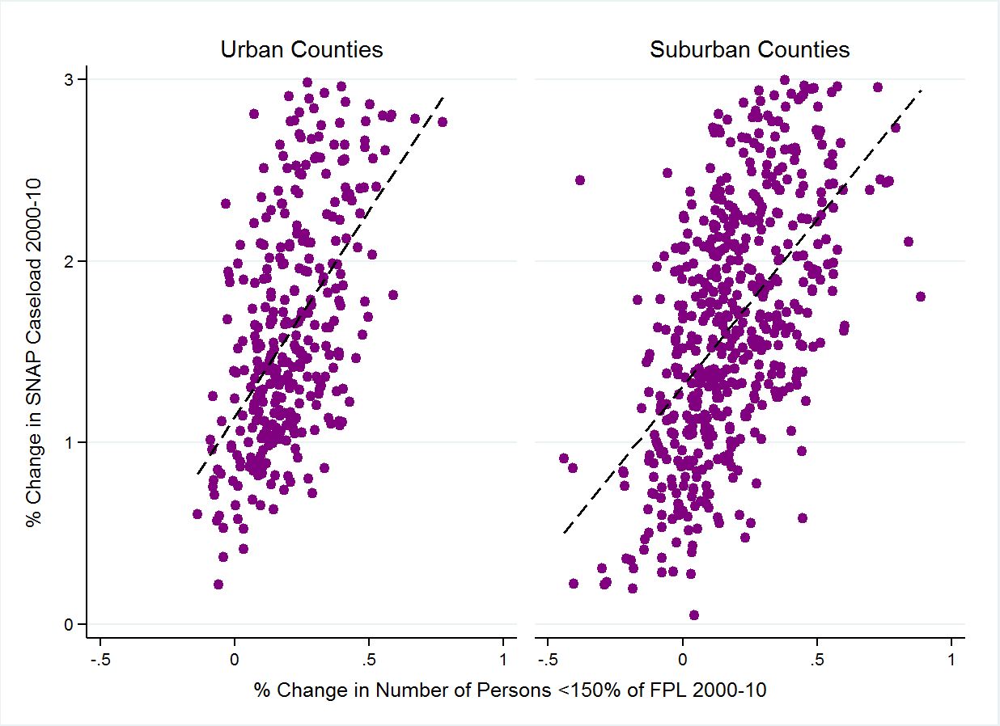 Urban Counties
Suburban Counties
% Change in SNAP Caseload 2000-10
3
2
1
0
-.5 0 .5 1
-.5 0 .5 1
% Change in Number of Persons <150% of FPL 2000-10